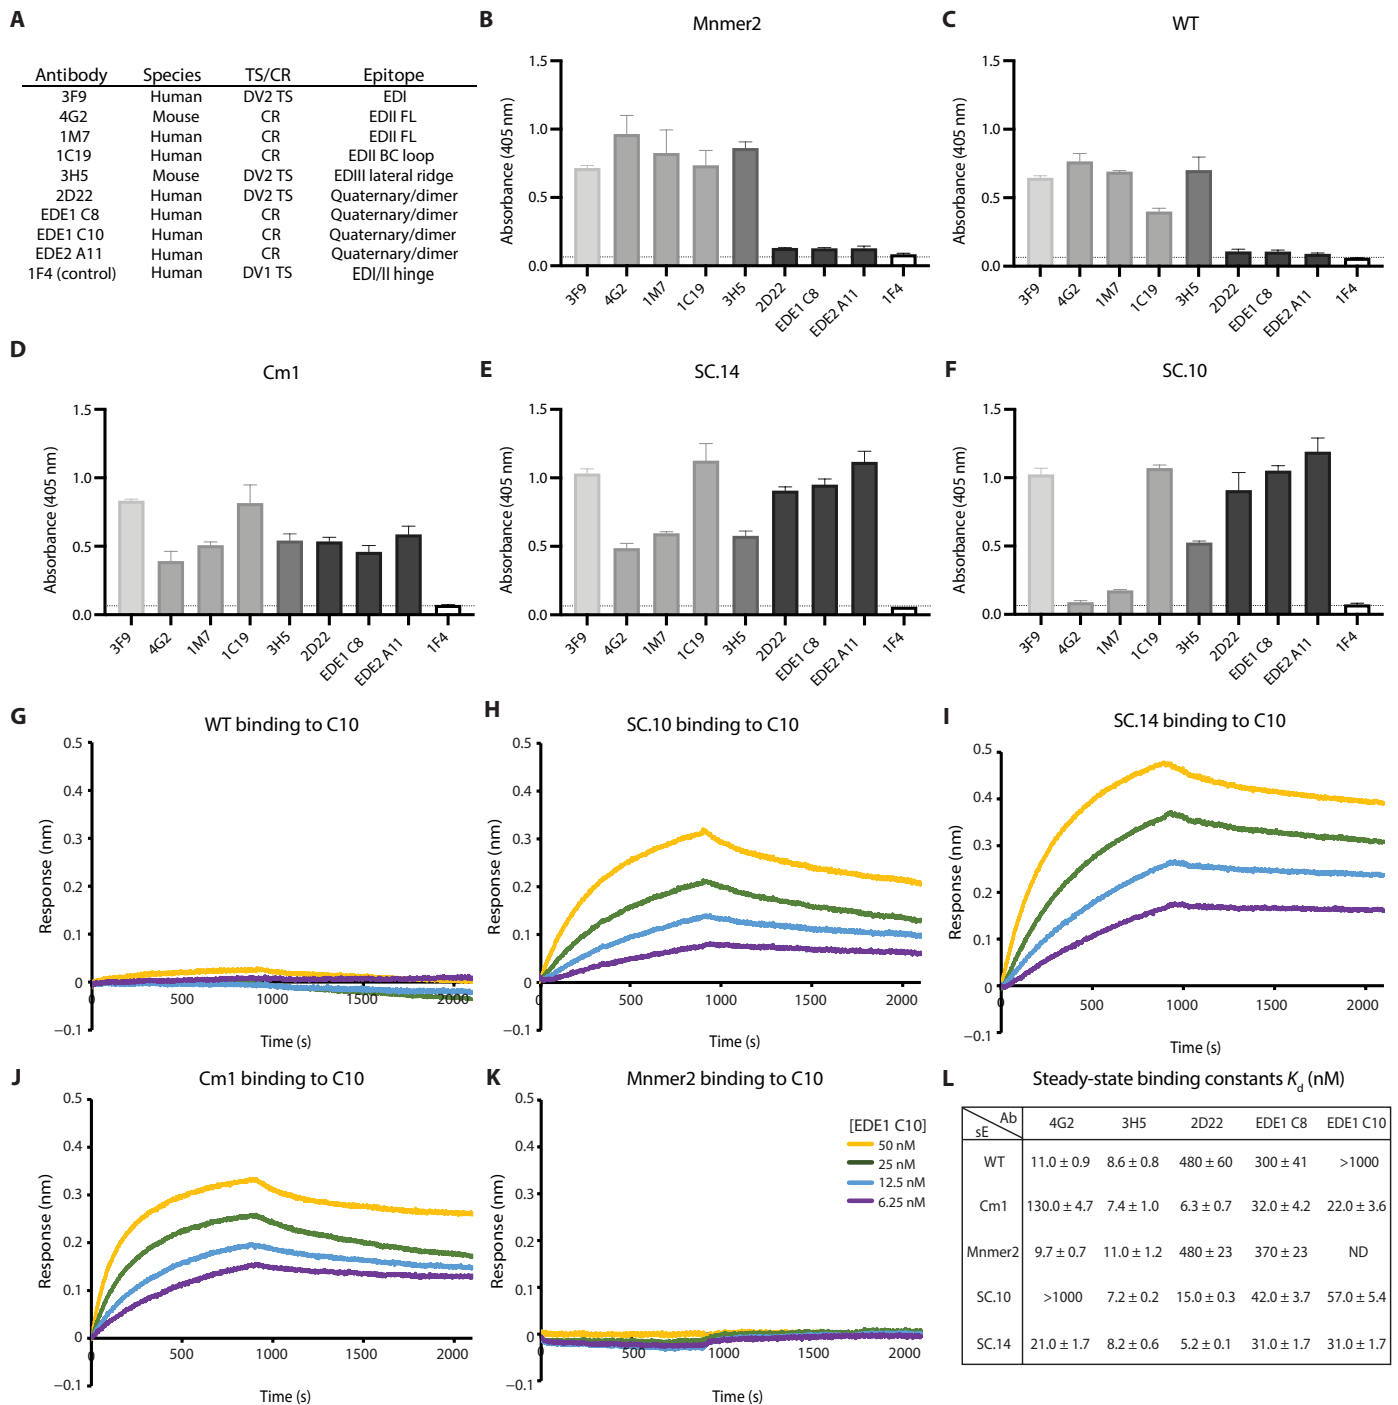 A
Antibody Species TS/CR Epitope
3F9 Human DV2 TS EDI
4G2 Mouse CR EDII FL
1M7 Human CR EDII FL
1C19 Human CR EDII BC loop
3H5 Mouse DV2 TS EDIII lateral ridge
2D22 Human DV2 TS Quaternary/dimer
EDE1 C8 Human CR Quaternary/dimer
EDE1 C10 Human CR Quaternary/dimer
EDE2 A11 Human CR Quaternary/dimer
1F4 (control) Human DV1 TS EDI/II hinge
B
Mnmer2
Absorbance (405 nm)
1.5
1.0
0.5
0.0
3F9 4G2 1M7 1C19 3H5 2D22 EDE1 C8 EDE2 A11 1F4
C
WT
Absorbance (405 nm)
1.5
1.0
0.5
0.0
3F9 4G2 1M7 1C19 3H5 2D22 EDE1 C8 EDE2 A11 1F4
D
Cm1
Absorbance (405 nm)
1.5
1.0
0.5
0.0
3F9 4G2 1M7 1C19 3H5 2D22 EDE1 C8 EDE2 A11 1F4
E
SC.14
Absorbance (405 nm)
1.5
1.0
0.5
0.0
3F9 4G2 1M7 1C19 3H5 2D22 EDE1 C8 EDE2 A11 1F4
F
SC.10
Absorbance (405 nm)
1.5
1.0
0.5
0.0
3F9 4G2 1M7 1C19 3H5 2D22 EDE1 C8 EDE2 A11 1F4
G
WT binding to C10
Response (nm)
0.5
0.4
0.3
0.2
0.1
0
−0.1
0 500 1000 1500 2000
Time (s)
H
SC.10 binding to C10
Response (nm)
0.5
0.4
0.3
0.2
0.1
0
−0.1
0 500 1000 1500 2000
Time (s)
I
SC.14 binding to C10
Response (nm)
0.5
0.4
0.3
0.2
0.1
0
−0.1
0 500 1000 1500 2000
Time (s)
J
Cm1 binding to C10
Response (nm)
0.5
0.4
0.3
0.2
0.1
0
−0.1
0 500 1000 1500 2000
Time (s)
K
Mnmer2 binding to C10
Response (nm)
0.5
0.4
0.3
0.2
0.1
0
−0.1
0 500 1000 1500 2000
Time (s)
[EDE1 C10]
50 nM
25 nM
12.5 nM
6.25 nM
L
Steady-state binding constants Kd (nM)
sE Ab 4G2 3H5 2D22 EDE1 C8 EDE1 C10
WT 11.0 ± 0.9 8.6 ± 0.8 480 ± 60 300 ± 41 >1000
Cm1 130.0 ± 4.7 7.4 ± 1.0 6.3 ± 0.7 32.0 ± 4.2 22.0 ± 3.6
Mnmer2 9.7 ± 0.7 11.0 ± 1.2 480 ± 23 370 ± 23 ND
SC.10 >1000 7.2 ± 0.2 15.0 ± 0.3 42.0 ± 3.7 57.0 ± 5.4
SC.14 21.0 ± 1.7 8.2 ± 0.6 5.2 ± 0.1 31.0 ± 1.7 31.0 ± 1.7